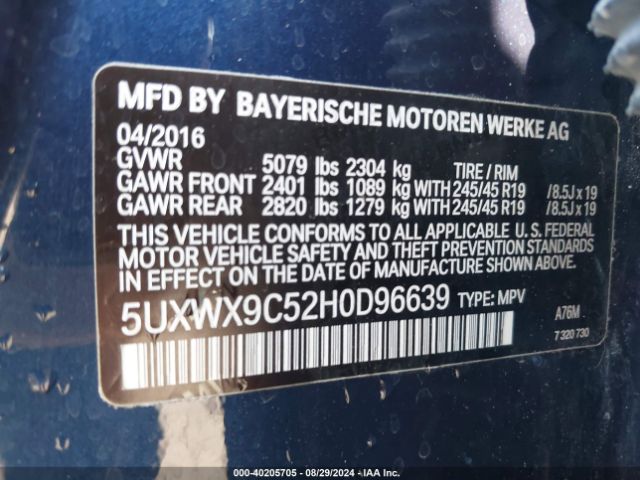 MFD BY BAYERISCHE MOTOREN WERKE AG
04/2016
GVWR 5079 lbs 2304 kg TIRE / RIM
GAWR FRONT 2401 lbs 1089 kg WITH 245/45 R19 /8.5J x 19
GAWR REAR 2820 lbs 1279 kg WITH 245/45 R19 /8.5J x 19
THIS VEHICLE CONFORMS TO ALL APPLICABLE U. S. FEDERAL
MOTOR VEHICLE SAFETY AND THEFT PREVENTION STANDARDS
IN EFFECT ON THE DATE OF MANUFACTURE SHOWN ABOVE.
5UXWX9C52H0D96639 TYPE: MPV A76M
7 320 730
000-40205705 - 08/29/2024 - IAA Inc.